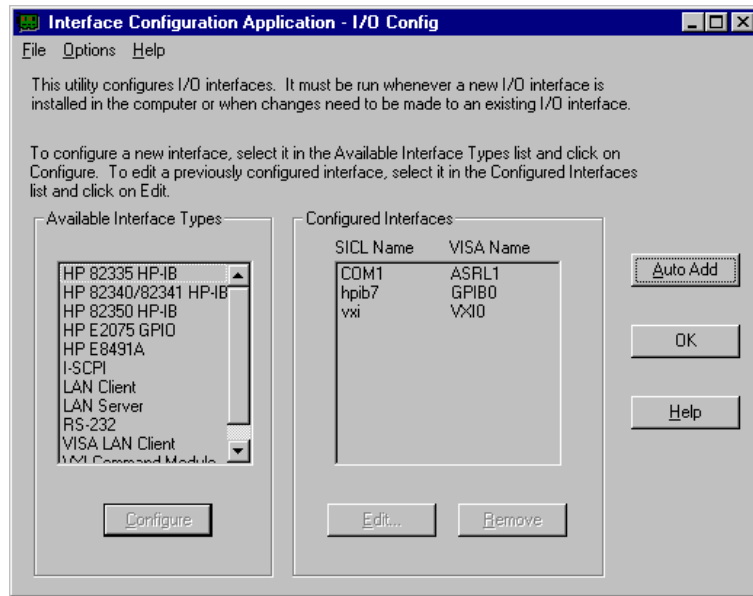 Interface Configuration Application - I/O Config
File Options Help
This utility configures I/O interfaces. It must be run whenever a new I/O interface is
installed in the computer or when changes need to be made to an existing I/O interface.
To configure a new interface, select it in the Available Interface Types list and click on
Configure. To edit a previously configured interface, select it in the Configured Interfaces
list and click on Edit.
Available Interface Types
HP 82335 HP-IB
HP 82340/82341 HP-IB
HP 82350 HP-IB
HP E2075 GPIO
HP E8491A
I-SCPI
LAN Client
LAN Server
RS-232
VISA LAN Client
VXI Command Module
Configure
Configured Interfaces
SICL Name VISA Name
COM1 ASRL1
hpib7 GPIB0
vxi VXI0
Edit... Remove
Auto Add
OK
Help